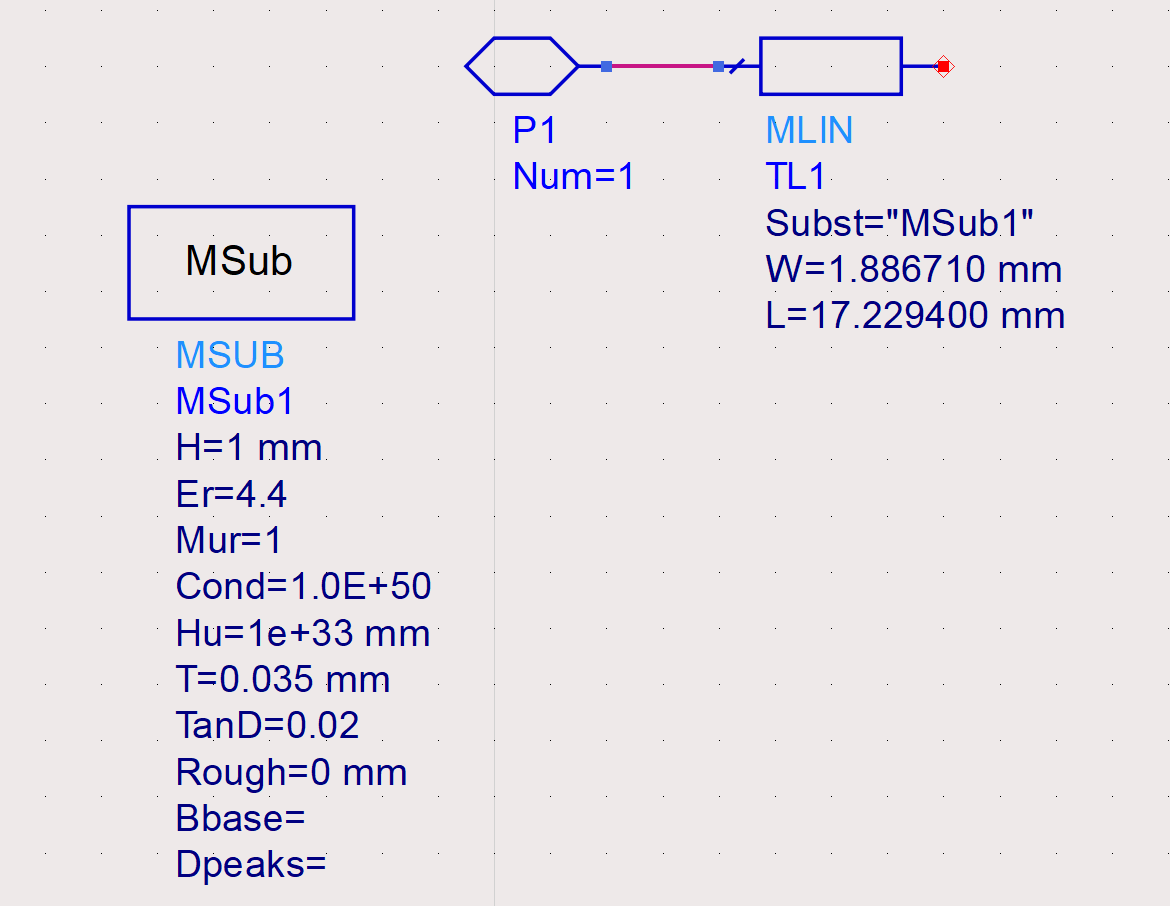 P1
Num=1
MLIN
TL1
Subst="MSub1"
W=1.886710 mm
L=17.229400 mm
MSub
MSUB
MSub1
H=1 mm
Er=4.4
Mur=1
Cond=1.0E+50
Hu=1e+33 mm
T=0.035 mm
TanD=0.02
Rough=0 mm
Bbase=
Dpeaks=